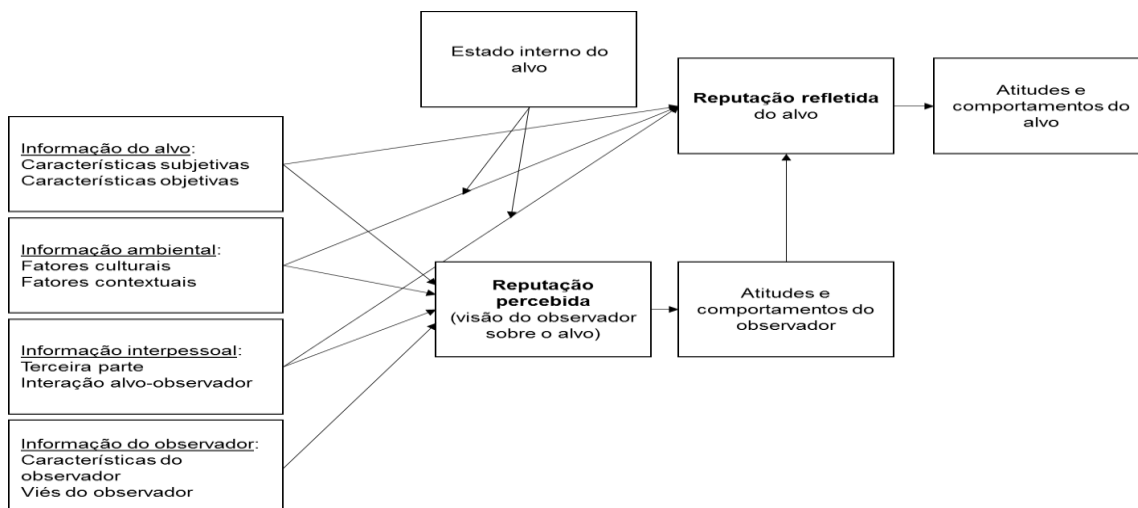 Estado interno do
alvo
Reputação refletida
do alvo
Atitudes e
comportamentos do
alvo
Informação do alvo:
Características subjetivas
Características objetivas
Informação ambiental:
Fatores culturais
Fatores contextuais
Reputação
percebida
(visão do observador
sobre o alvo)
Atitudes e
comportamentos do
observador
Informação interpessoal:
Terceira parte
Interação alvo-observador
Informação do observador:
Características do
observador
Viés do observador